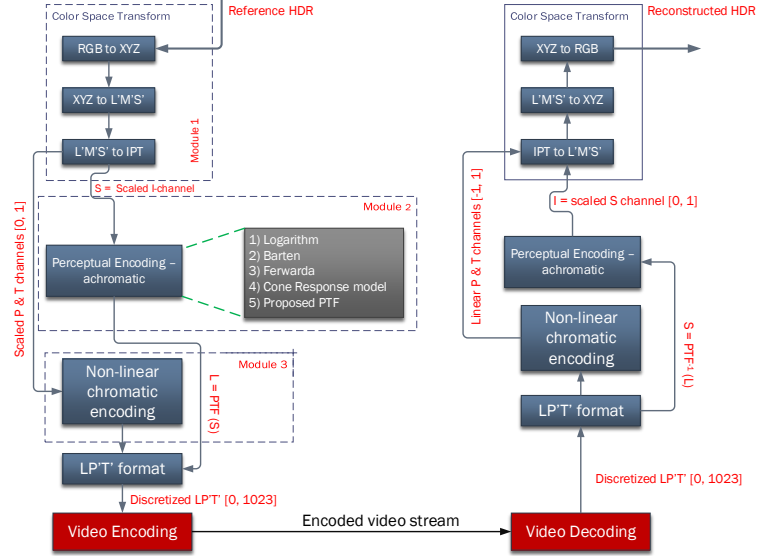 Reference HDR
Color Space Transform
RGB to XYZ
XYZ to L'M'S'
L'M'S' to IPT
Module 1
S = Scaled I-channel
Scaled P & T channels [0, 1]
Module 2
Perceptual Encoding –
achromatic
1) Logarithm
2) Barten
3) Ferwarda
4) Cone Response model
5) Proposed PTF
Module 3
Non-linear
chromatic
encoding
L = PTF (S)
LP'T' format
Discretized LP'T' [0, 1023]
Video Encoding
Encoded video stream
Reconstructed HDR
Color Space Transform
XYZ to RGB
L'M'S' to XYZ
IPT to L'M'S'
I = scaled S channel [0, 1]
Linear P & T channels [-1, 1]
Perceptual Encoding –
achromatic
Non-linear
chromatic
encoding
S = PTF⁻¹ (L)
LP'T' format
Discretized LP'T' [0, 1023]
Video Decoding